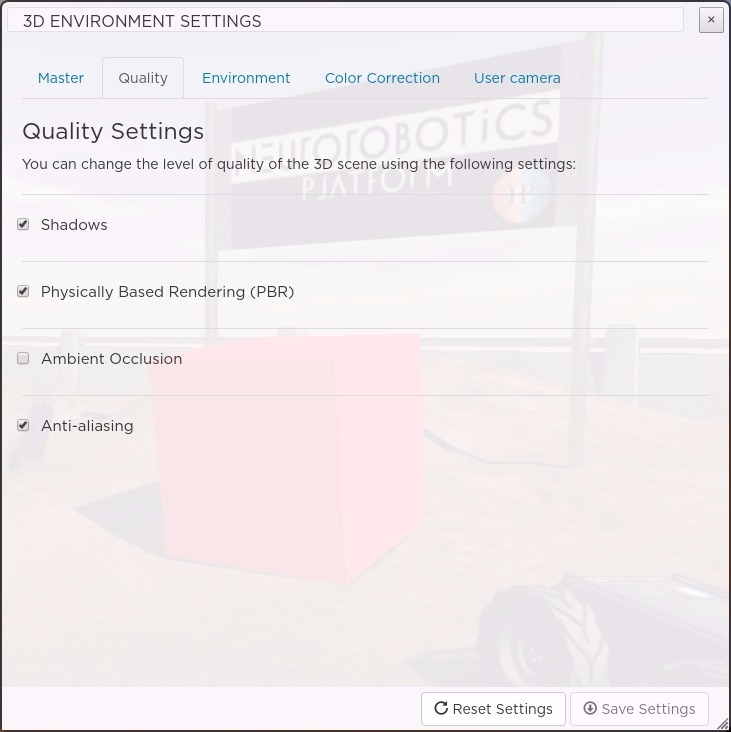 3D ENVIRONMENT SETTINGS
×
Master Quality Environment Color Correction User camera
Quality Settings
You can change the level of quality of the 3D scene using the following settings:
NEUROROBOTiCS
PLATFORM
Shadows
Physically Based Rendering (PBR)
Ambient Occlusion
Anti-aliasing
Reset Settings Save Settings